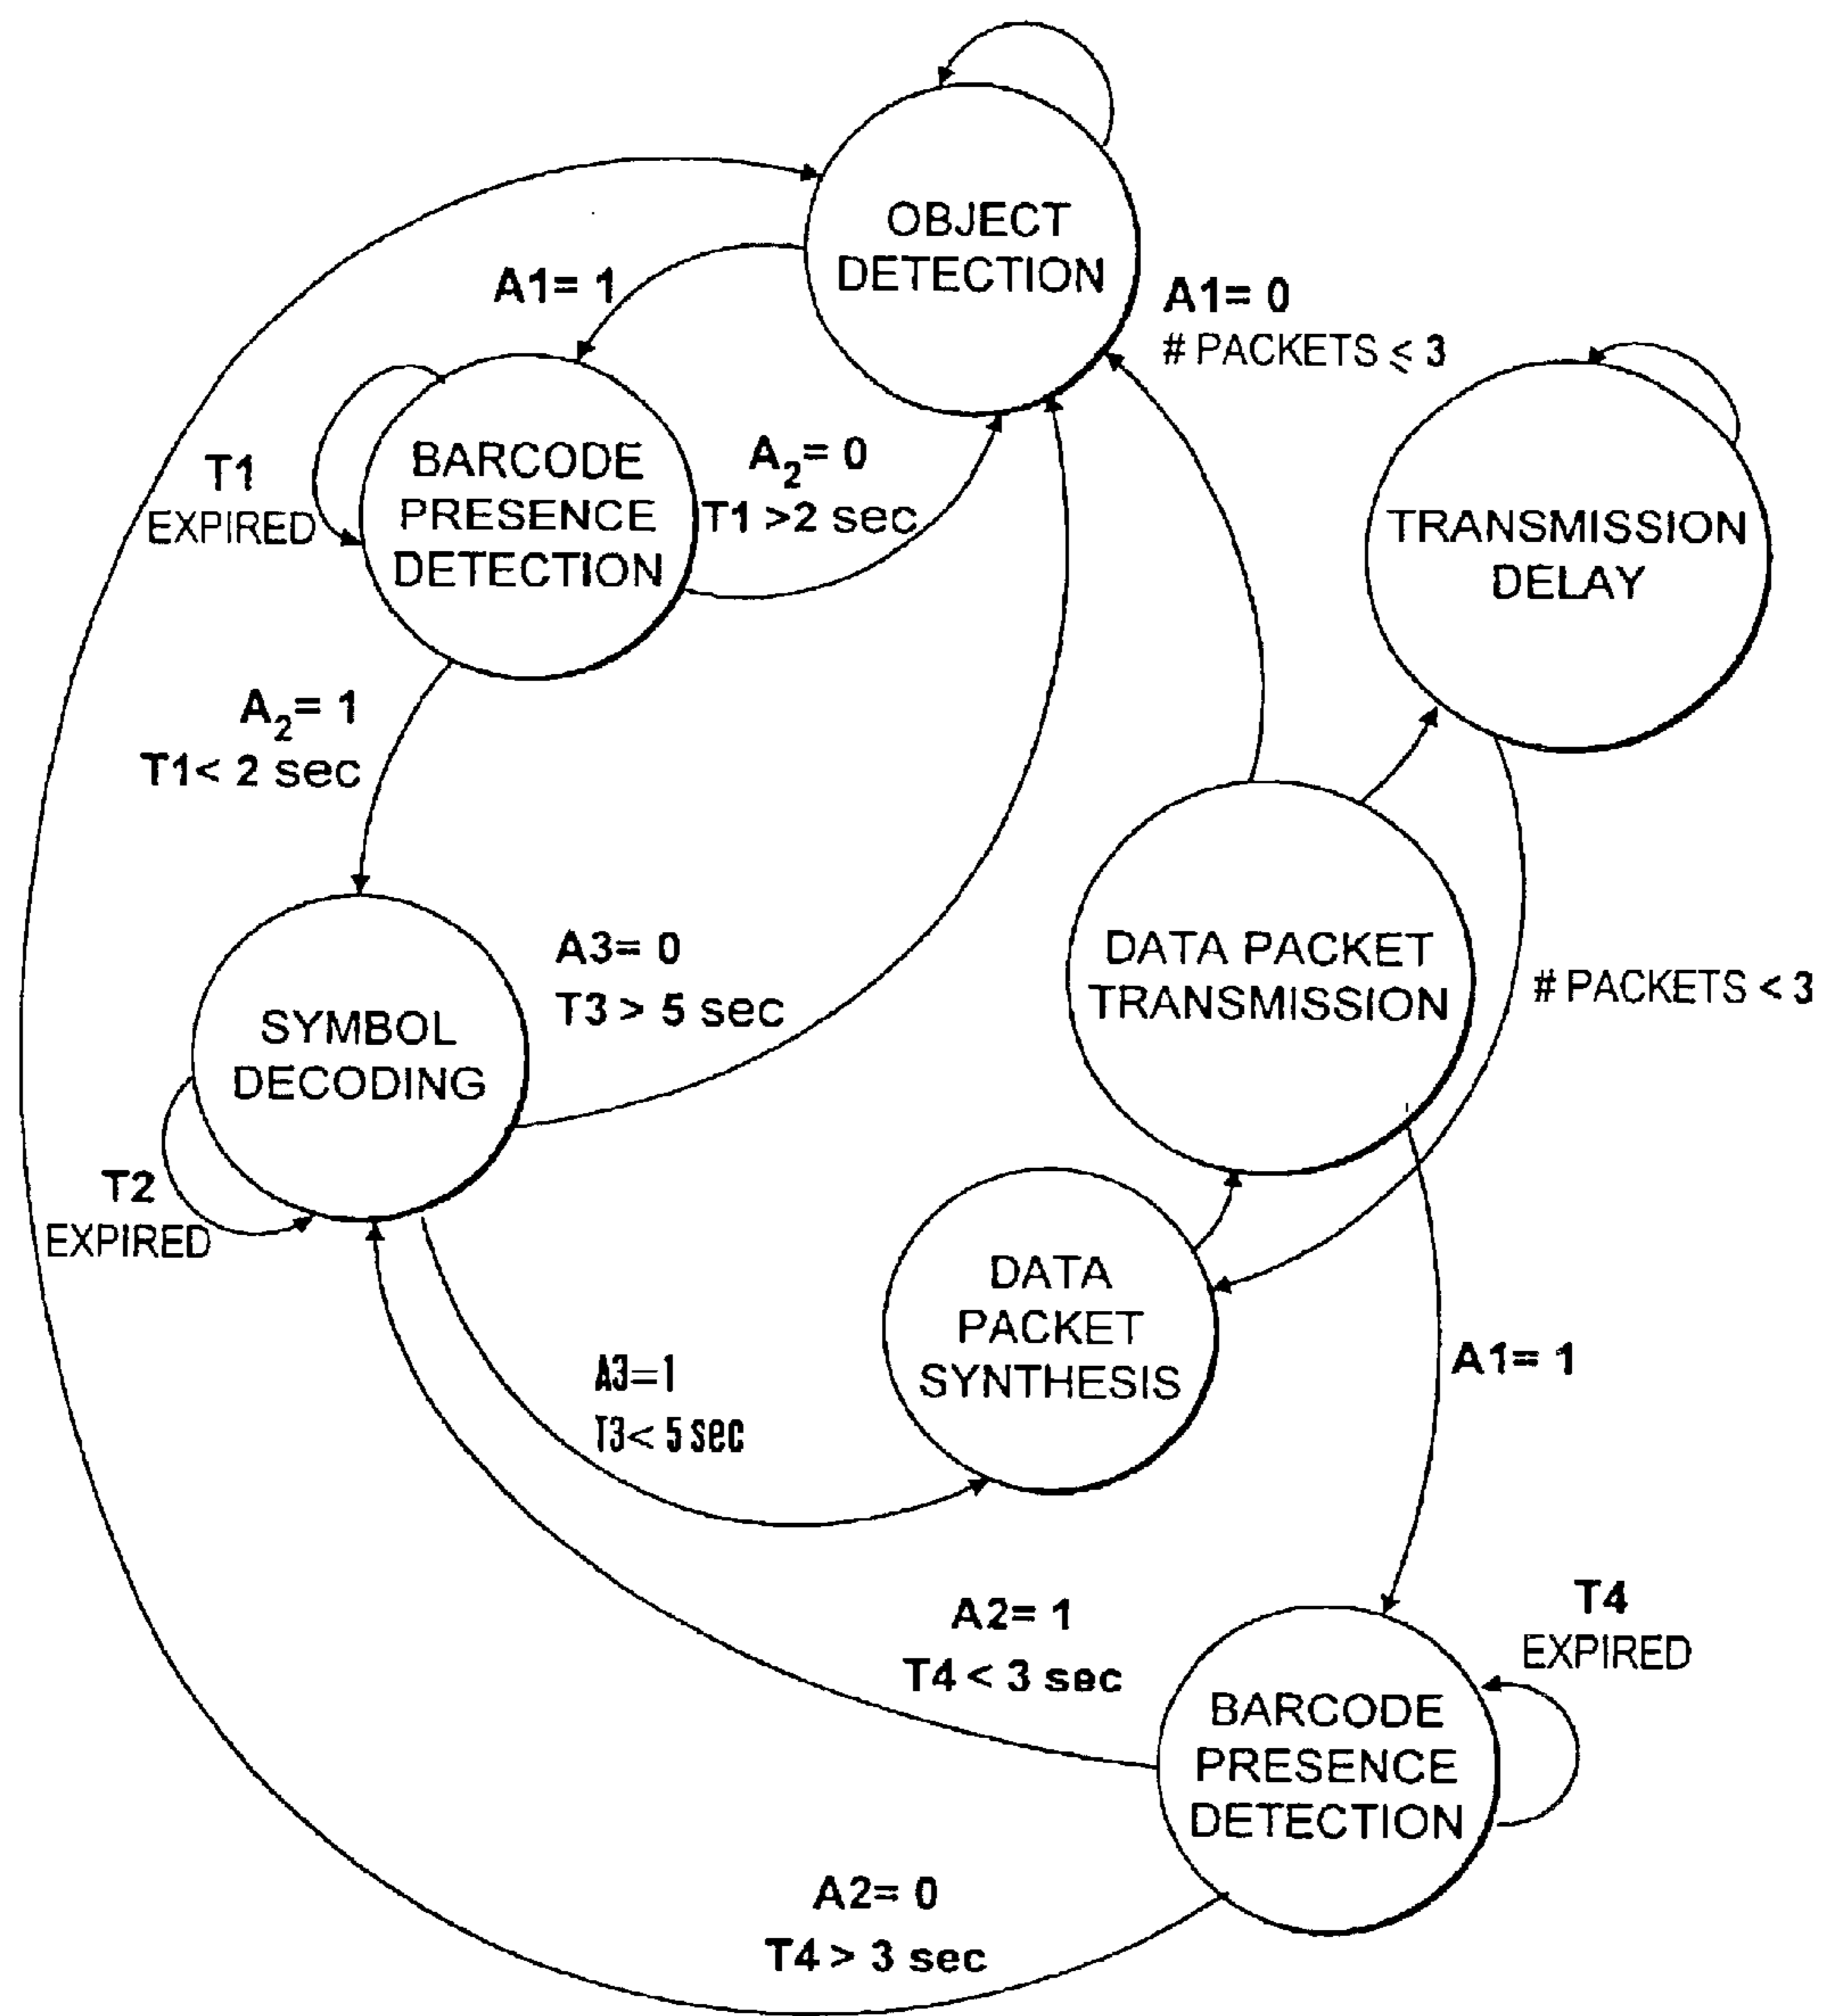 OBJECT
DETECTION
A1= 1
A1= 0
# PACKETS ≤ 3
T1
EXPIRED
BARCODE
PRESENCE
DETECTION
A₂= 0
T1 >2 sec
TRANSMISSION
DELAY
A₂= 1
T1< 2 sec
A3= 0
T3 > 5 sec
DATA PACKET
TRANSMISSION
# PACKETS < 3
SYMBOL
DECODING
T2
EXPIRED
DATA
PACKET
SYNTHESIS
A3=1
T3< 5 sec
A1= 1
A2= 1
T4 < 3 sec
T4
EXPIRED
BARCODE
PRESENCE
DETECTION
A2= 0
T4 > 3 sec